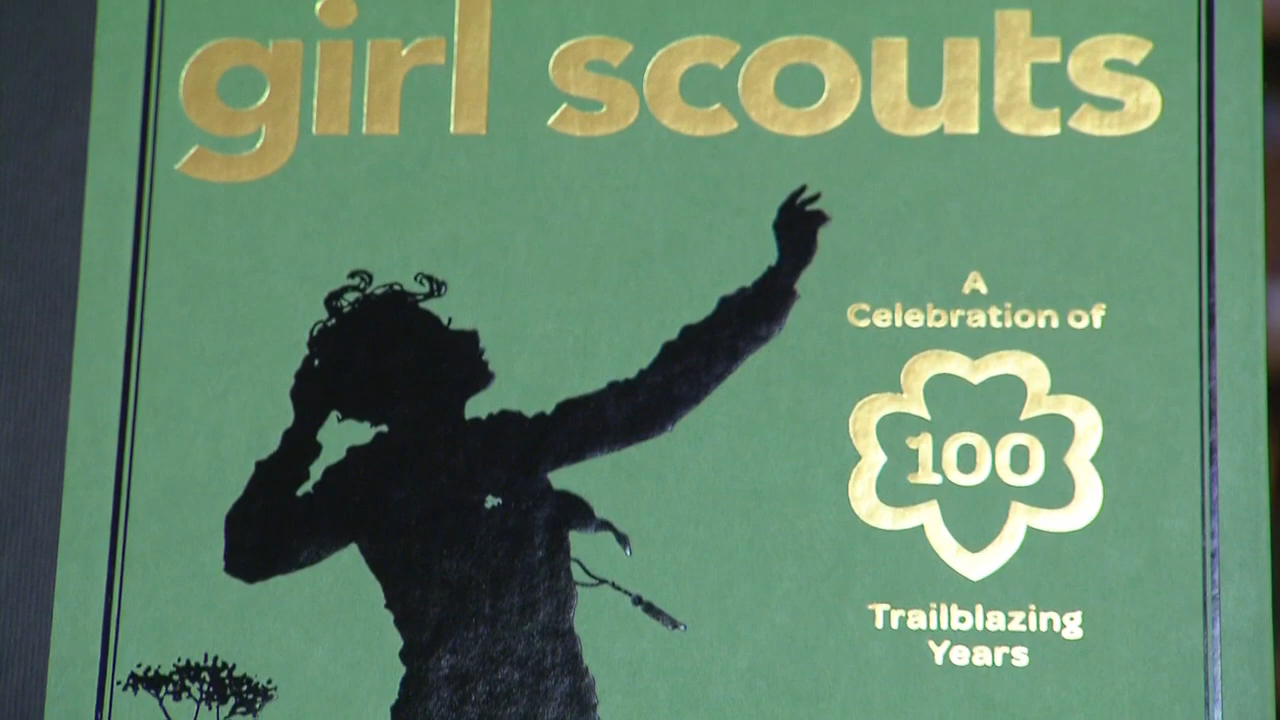 girl scouts
A
Celebration of
100
Trailblazing
Years